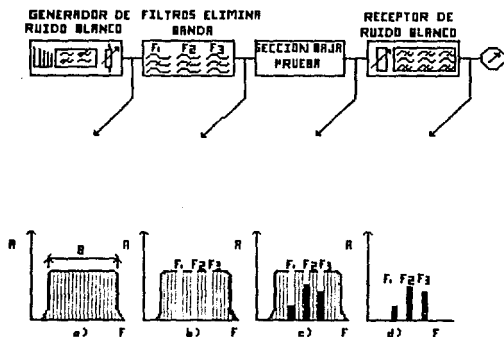 GENERADOR DE
RUIDO BLANCO
FILTROS ELIMINA
BANDA
F1 F2 F3
SECCION BAJA
PRUEBA
RECEPTOR DE
RUIDO BLANCO
A
B
a) F
A
F1 F2 F3
b) F
A
F1 F2 F3
c) F
A
F1 F2 F3
d) F